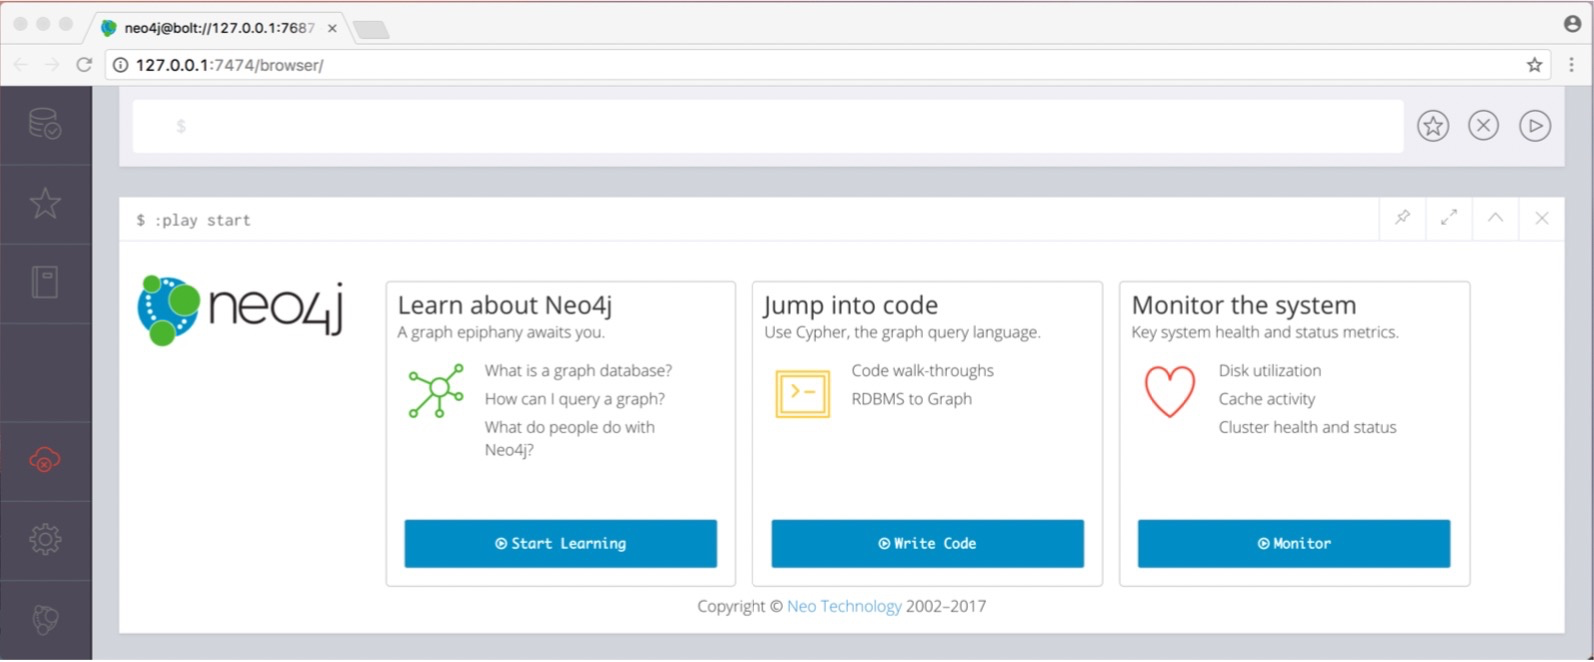 neo4j@bolt://127.0.0.1:7687
127.0.0.1:7474/browser/
$
$ :play start
neo4j
Learn about Neo4j
A graph epiphany awaits you.
What is a graph database?
How can I query a graph?
What do people do with
Neo4j?
Start Learning
Jump into code
Use Cypher, the graph query language.
Code walk-throughs
RDBMS to Graph
Write Code
Monitor the system
Key system health and status metrics.
Disk utilization
Cache activity
Cluster health and status
Monitor
Copyright © Neo Technology 2002–2017